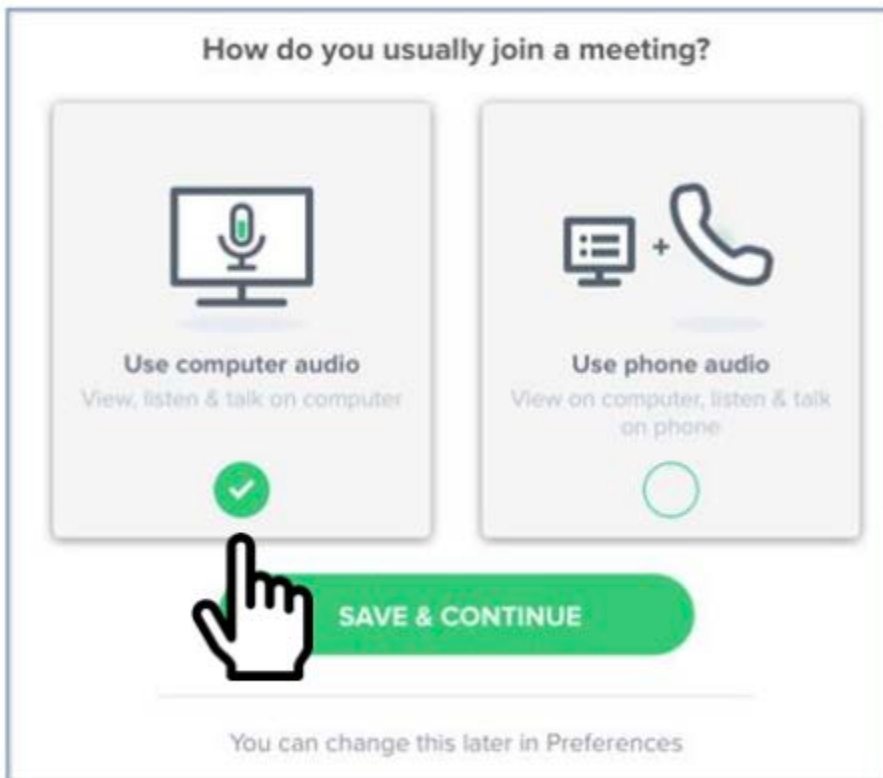 How do you usually join a meeting?
Use computer audio
View, listen & talk on computer
Use phone audio
View on computer, listen & talk
on phone
SAVE & CONTINUE
You can change this later in Preferences